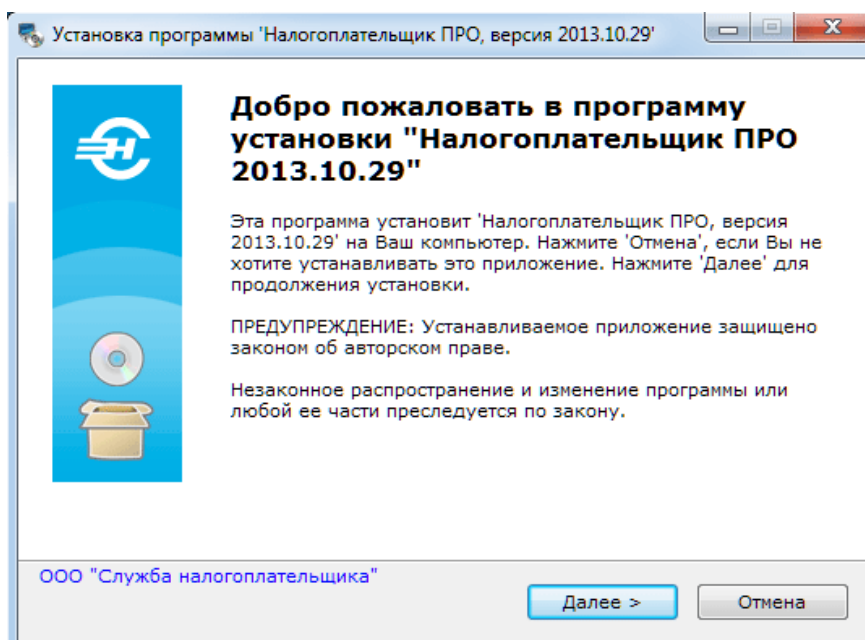 Установка программы 'Налогоплательщик ПРО, версия 2013.10.29'
Добро пожаловать в программу
установки "Налогоплательщик ПРО
2013.10.29"
Эта программа установит 'Налогоплательщик ПРО, версия
2013.10.29' на Ваш компьютер. Нажмите 'Отмена', если Вы не
хотите устанавливать это приложение. Нажмите 'Далее' для
продолжения установки.
ПРЕДУПРЕЖДЕНИЕ: Устанавливаемое приложение защищено
законом об авторском праве.
Незаконное распространение и изменение программы или
любой ее части преследуется по закону.
ООО "Служба налогоплательщика"
Далее >
Отмена